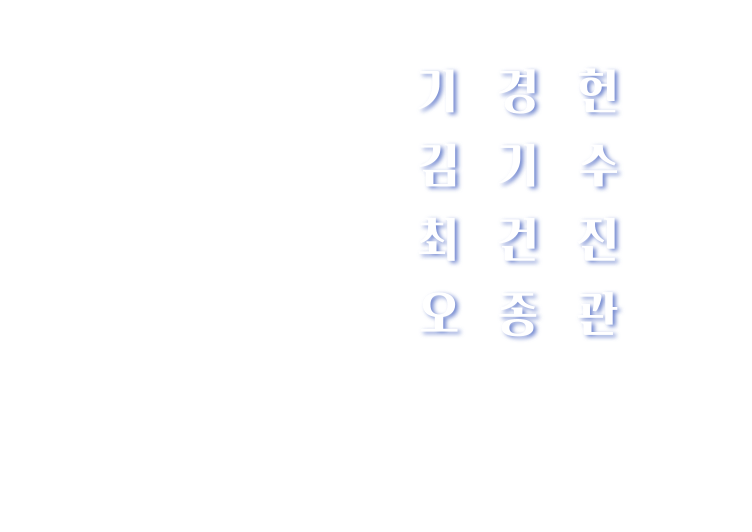 기 경 헌
김 기 수
최 건 진
오 종 관